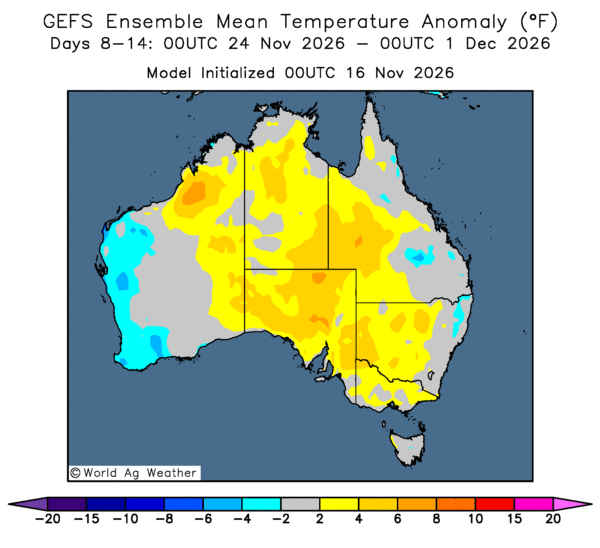 GEFS Ensemble Mean Temperature Anomaly (°F)
Days 8-14: 00UTC 24 Nov 2026 - 00UTC 1 Dec 2026
Model Initialized 00UTC 16 Nov 2026
©World Ag Weather
-20 -15 -10 -8 -6 -4 -2 2 4 6 8 10 15 20